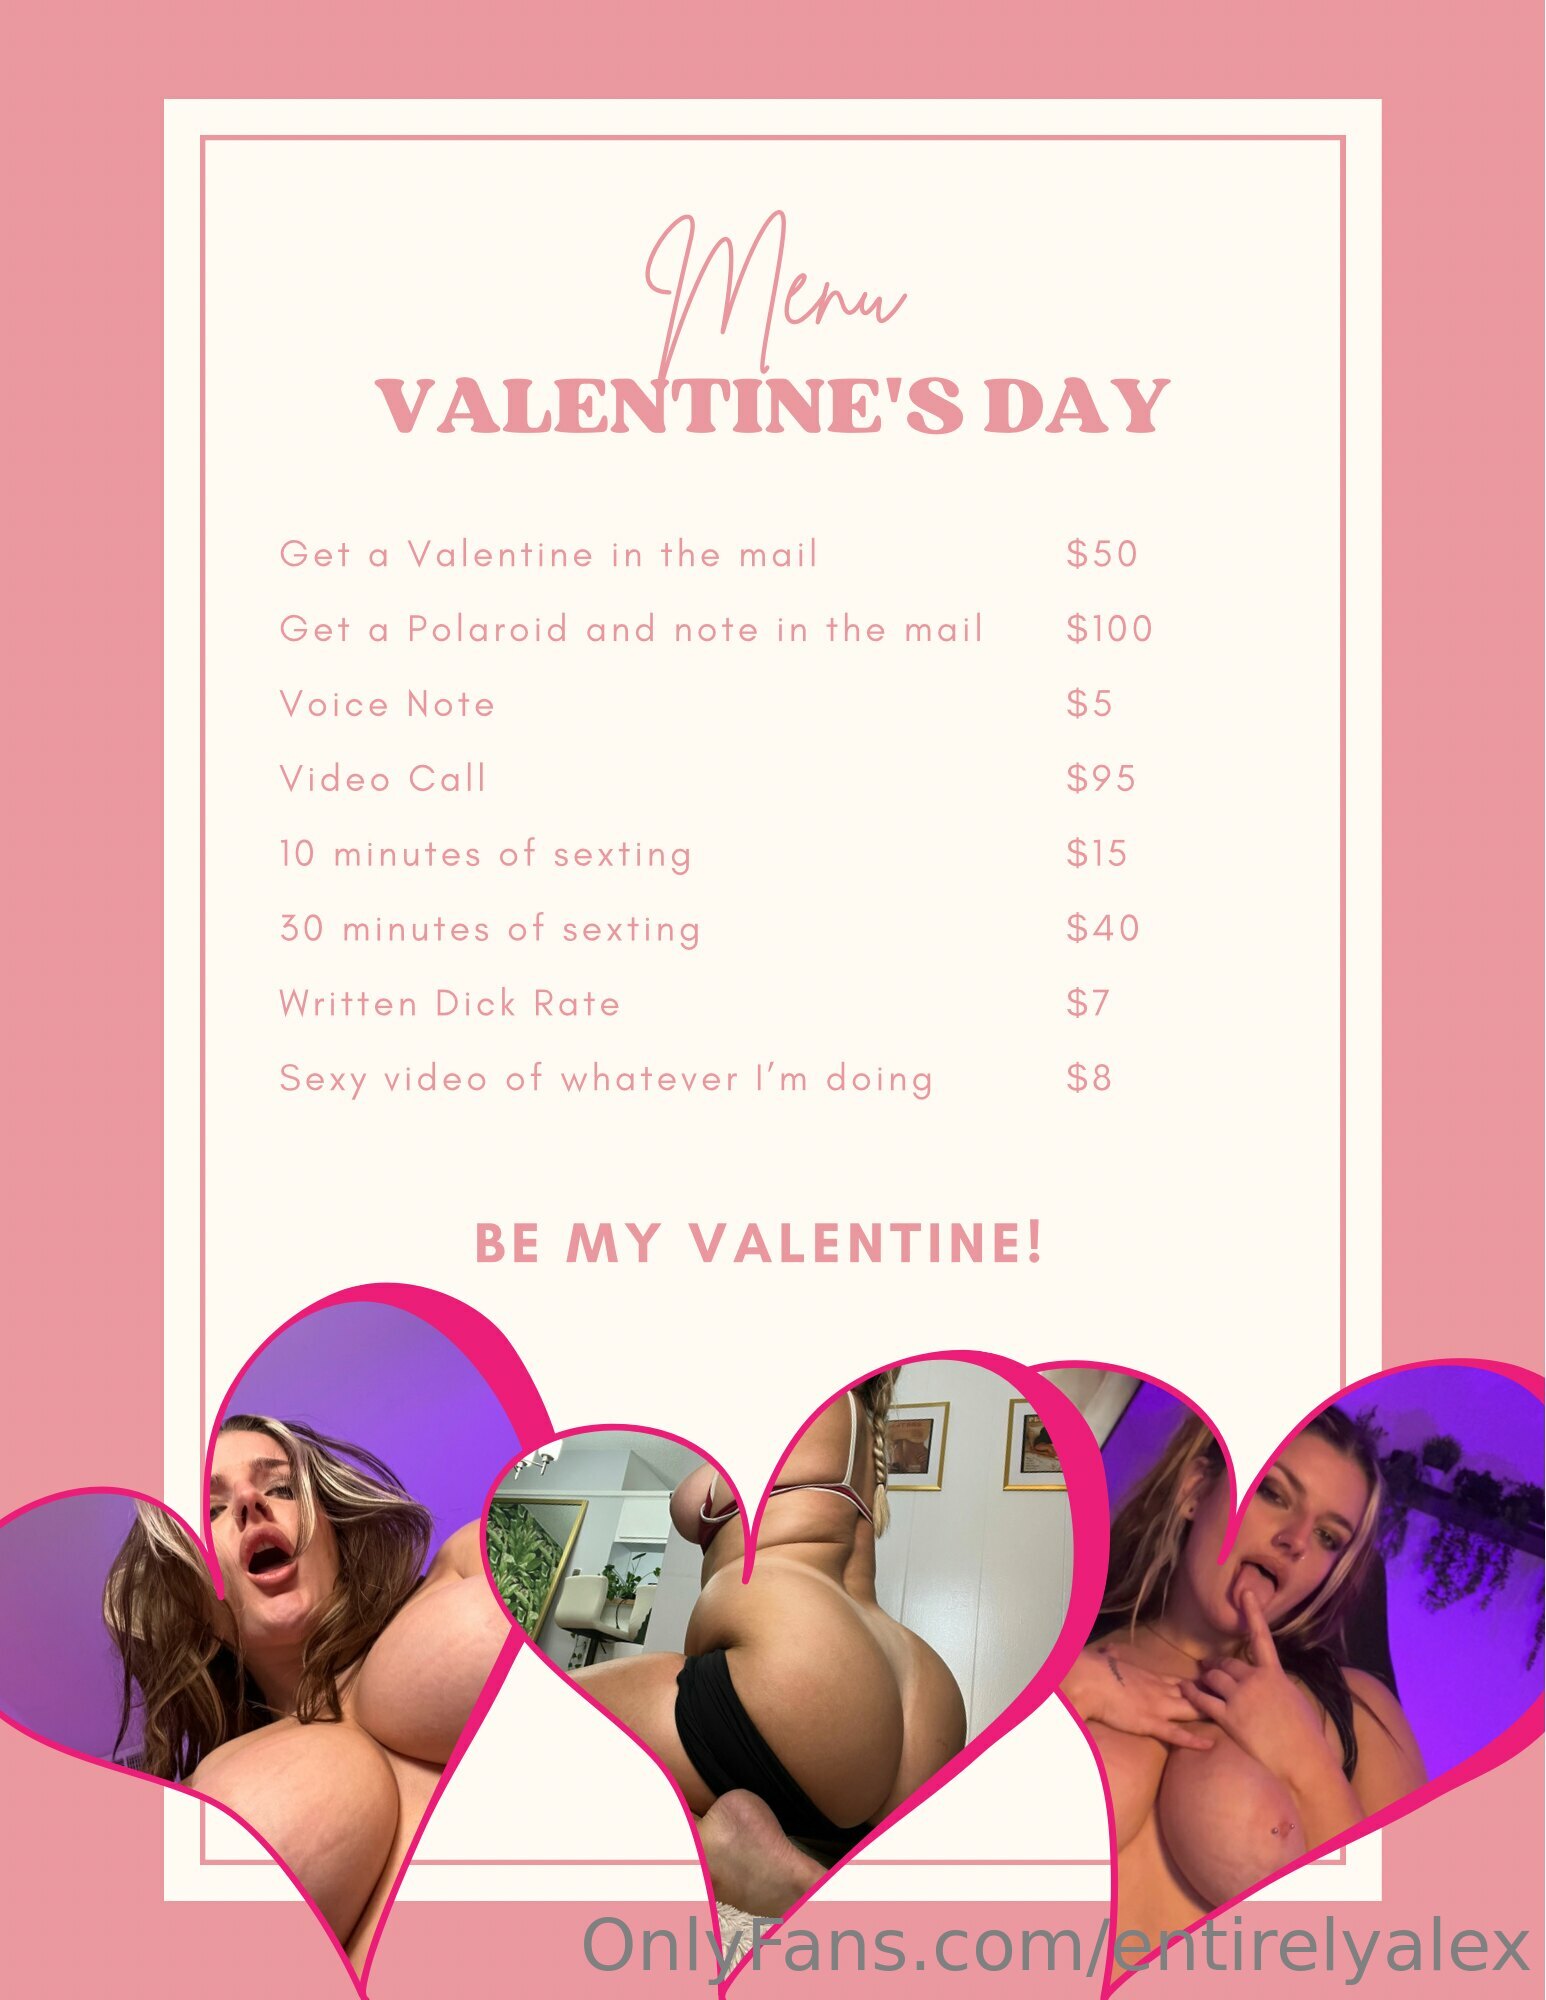 Menu
VALENTINE'S DAY
Get a Valentine in the mail $50
Get a Polaroid and note in the mail $100
Voice Note $5
Video Call $95
10 minutes of sexting $15
30 minutes of sexting $40
Written Dick Rate $7
Sexy video of whatever I’m doing $8
BE MY VALENTINE!
OnlyFans.com/entirelyalex